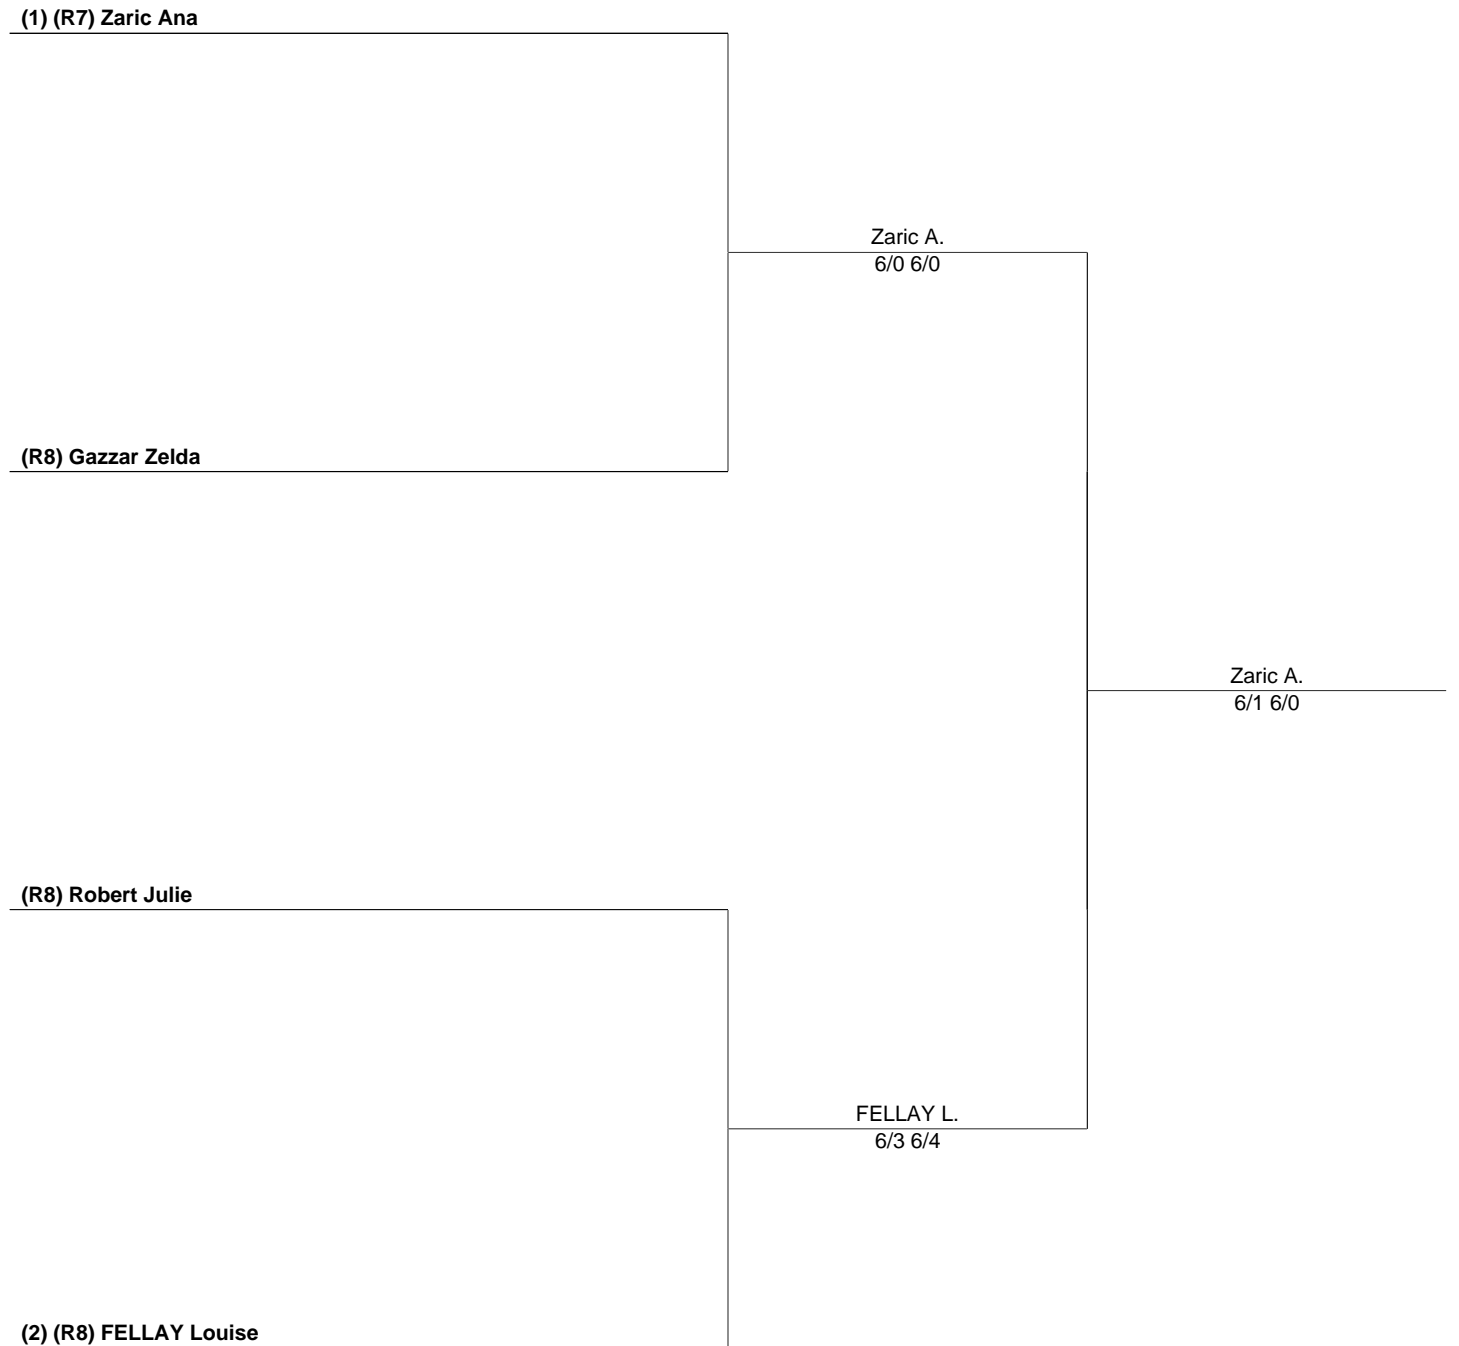 (1) (R7) Zaric Ana
Zaric A.
6/0 6/0
(R8) Gazzar Zelda
Zaric A.
6/1 6/0
(R8) Robert Julie
FELLAY L.
6/3 6/4
(2) (R8) FELLAY Louise